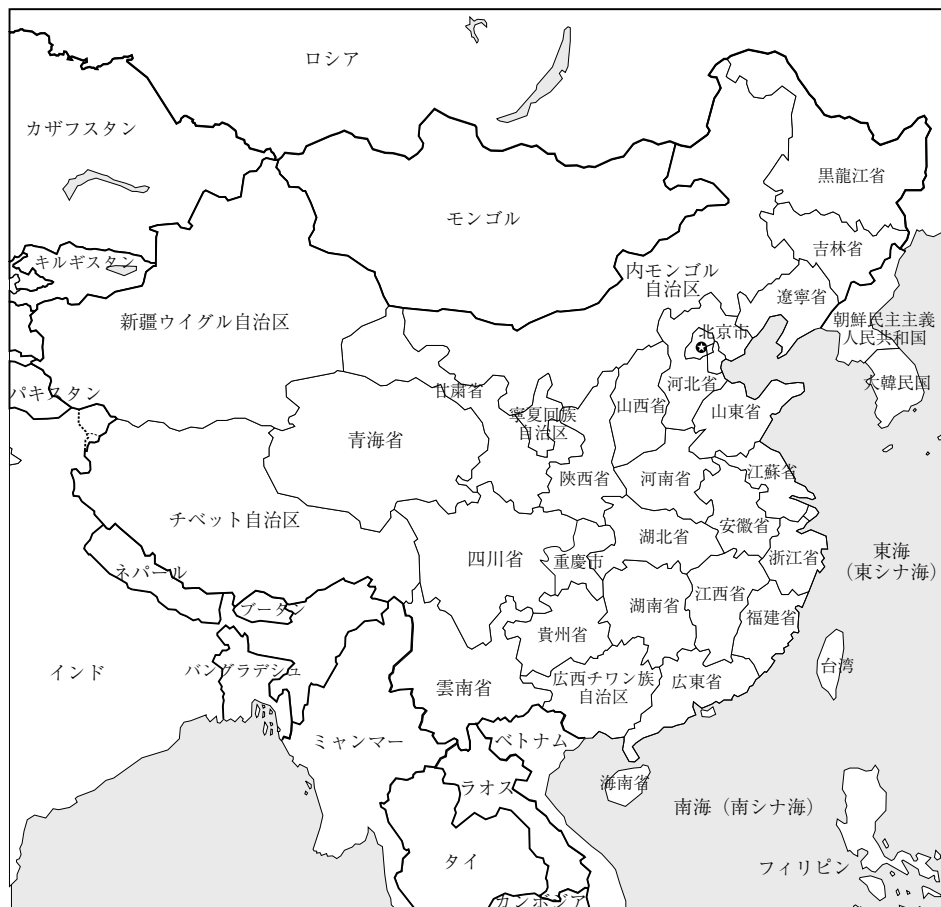 ロシア
カザフスタン
黒龍江省
モンゴル
吉林省
キルギスタン
内モンゴル
自治区
遼寧省
新疆ウイグル自治区
北京市
朝鮮民主主義
人民共和国
パキスタン
甘粛省
河北省
大韓民国
山西省
寧夏回族
自治区
山東省
青海省
陝西省
河南省
江蘇省
チベット自治区
安徽省
湖北省
四川省
重慶市
浙江省
東海
(東シナ海)
ネパール
ブータン
湖南省
江西省
福建省
貴州省
インド
バングラデシュ
雲南省
広西チワン族
自治区
広東省
台湾
ミャンマー
ベトナム
ラオス
海南省
南海(南シナ海)
タイ
フィリピン
カンボジア